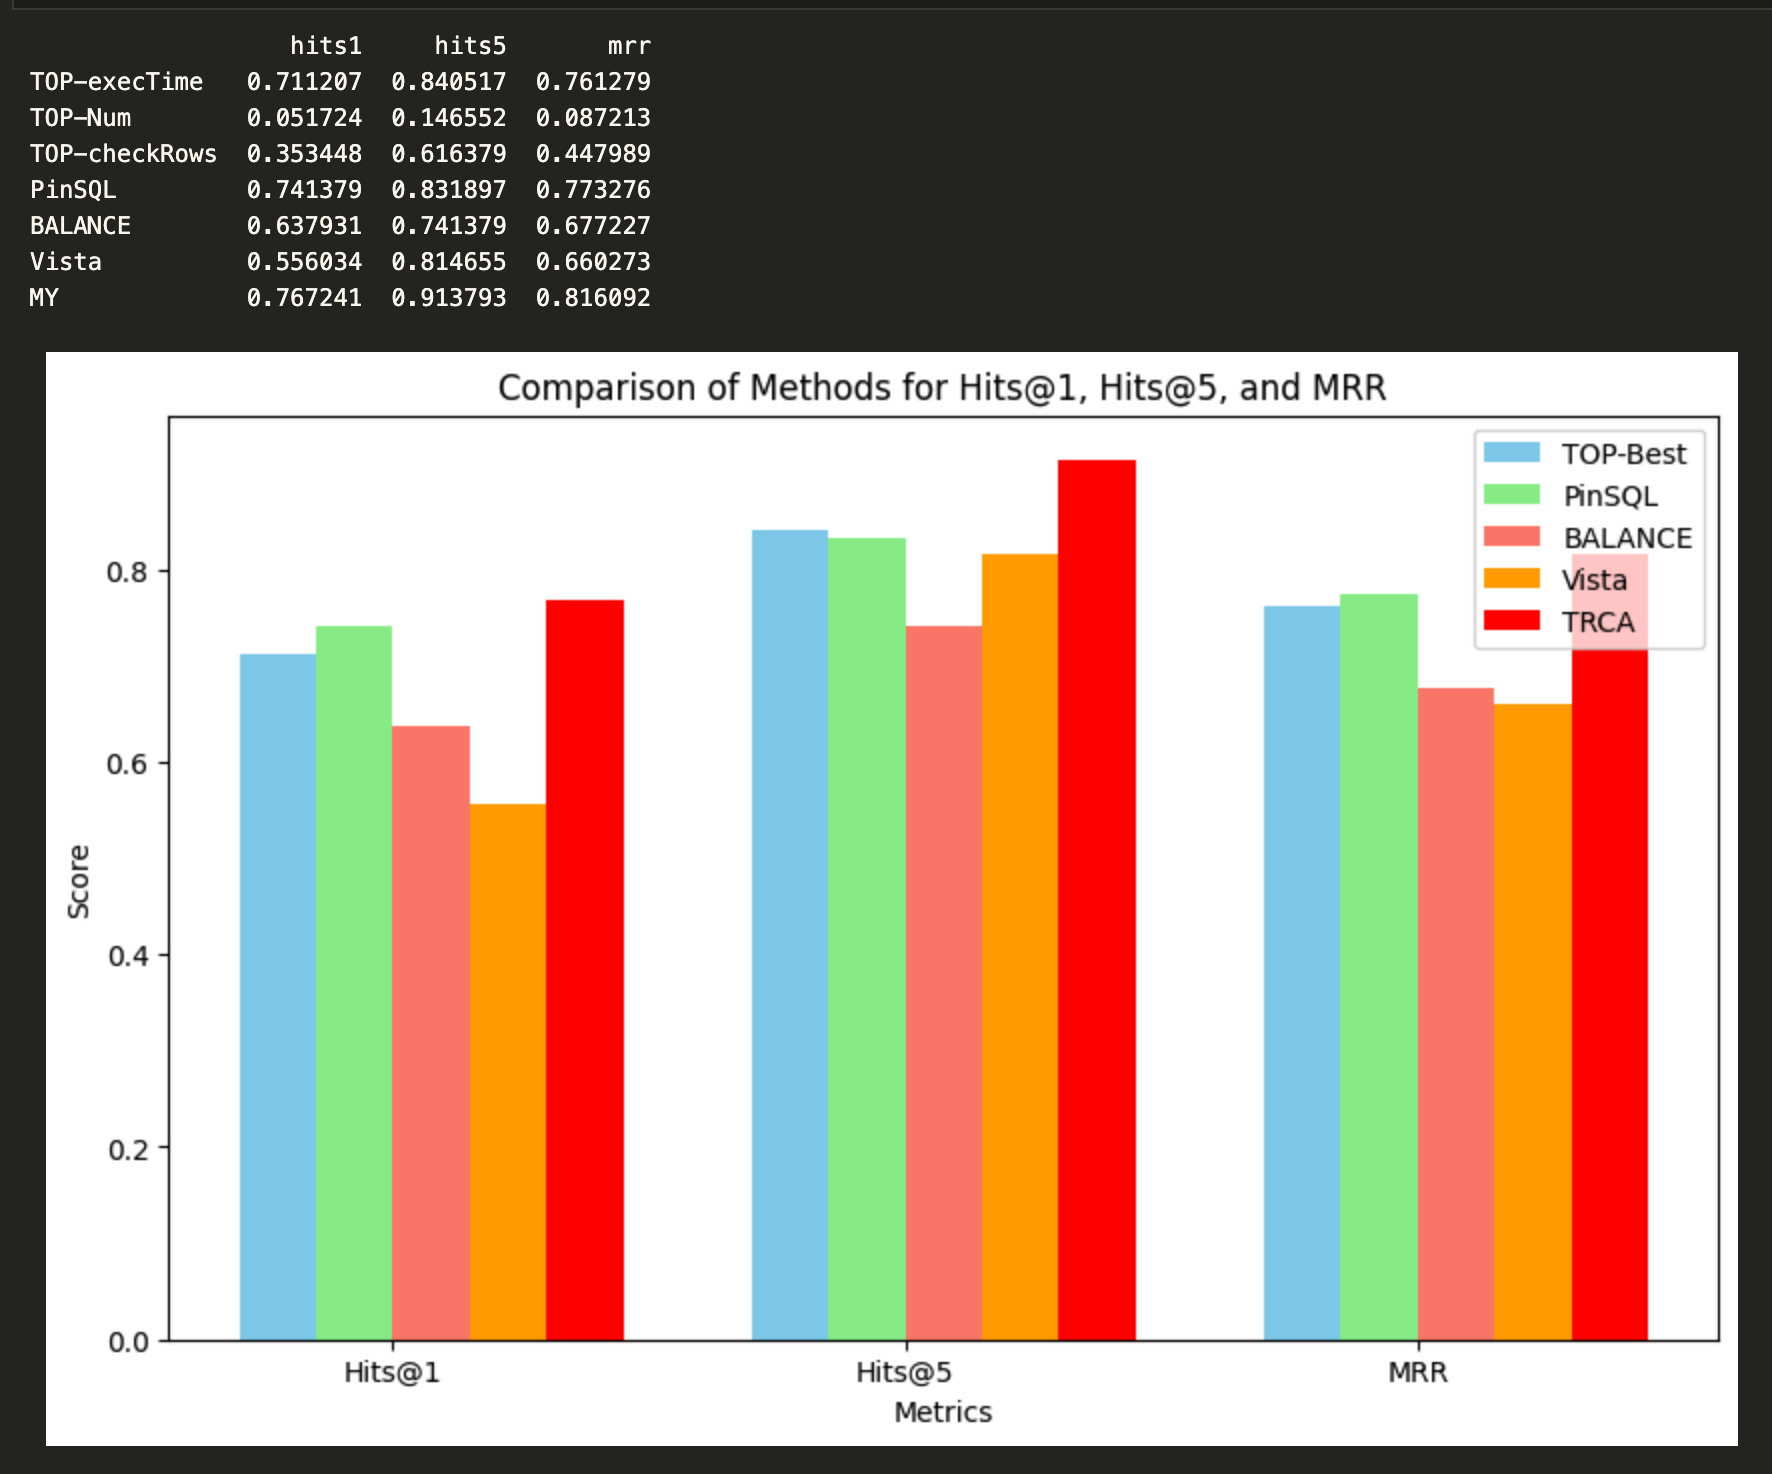 hits1 hits5 mrr
TOP-execTime 0.711207 0.840517 0.761279
TOP-Num 0.051724 0.146552 0.087213
TOP-checkRows 0.353448 0.616379 0.447989
PinSQL 0.741379 0.831897 0.773276
BALANCE 0.637931 0.741379 0.677227
Vista 0.556034 0.814655 0.660273
MY 0.767241 0.913793 0.816092
Comparison of Methods for Hits@1, Hits@5, and MRR
TOP-Best
PinSQL
BALANCE
Vista
TRCA
0.8
0.6
0.4
0.2
0.0
Score
Hits@1 Hits@5 MRR
Metrics